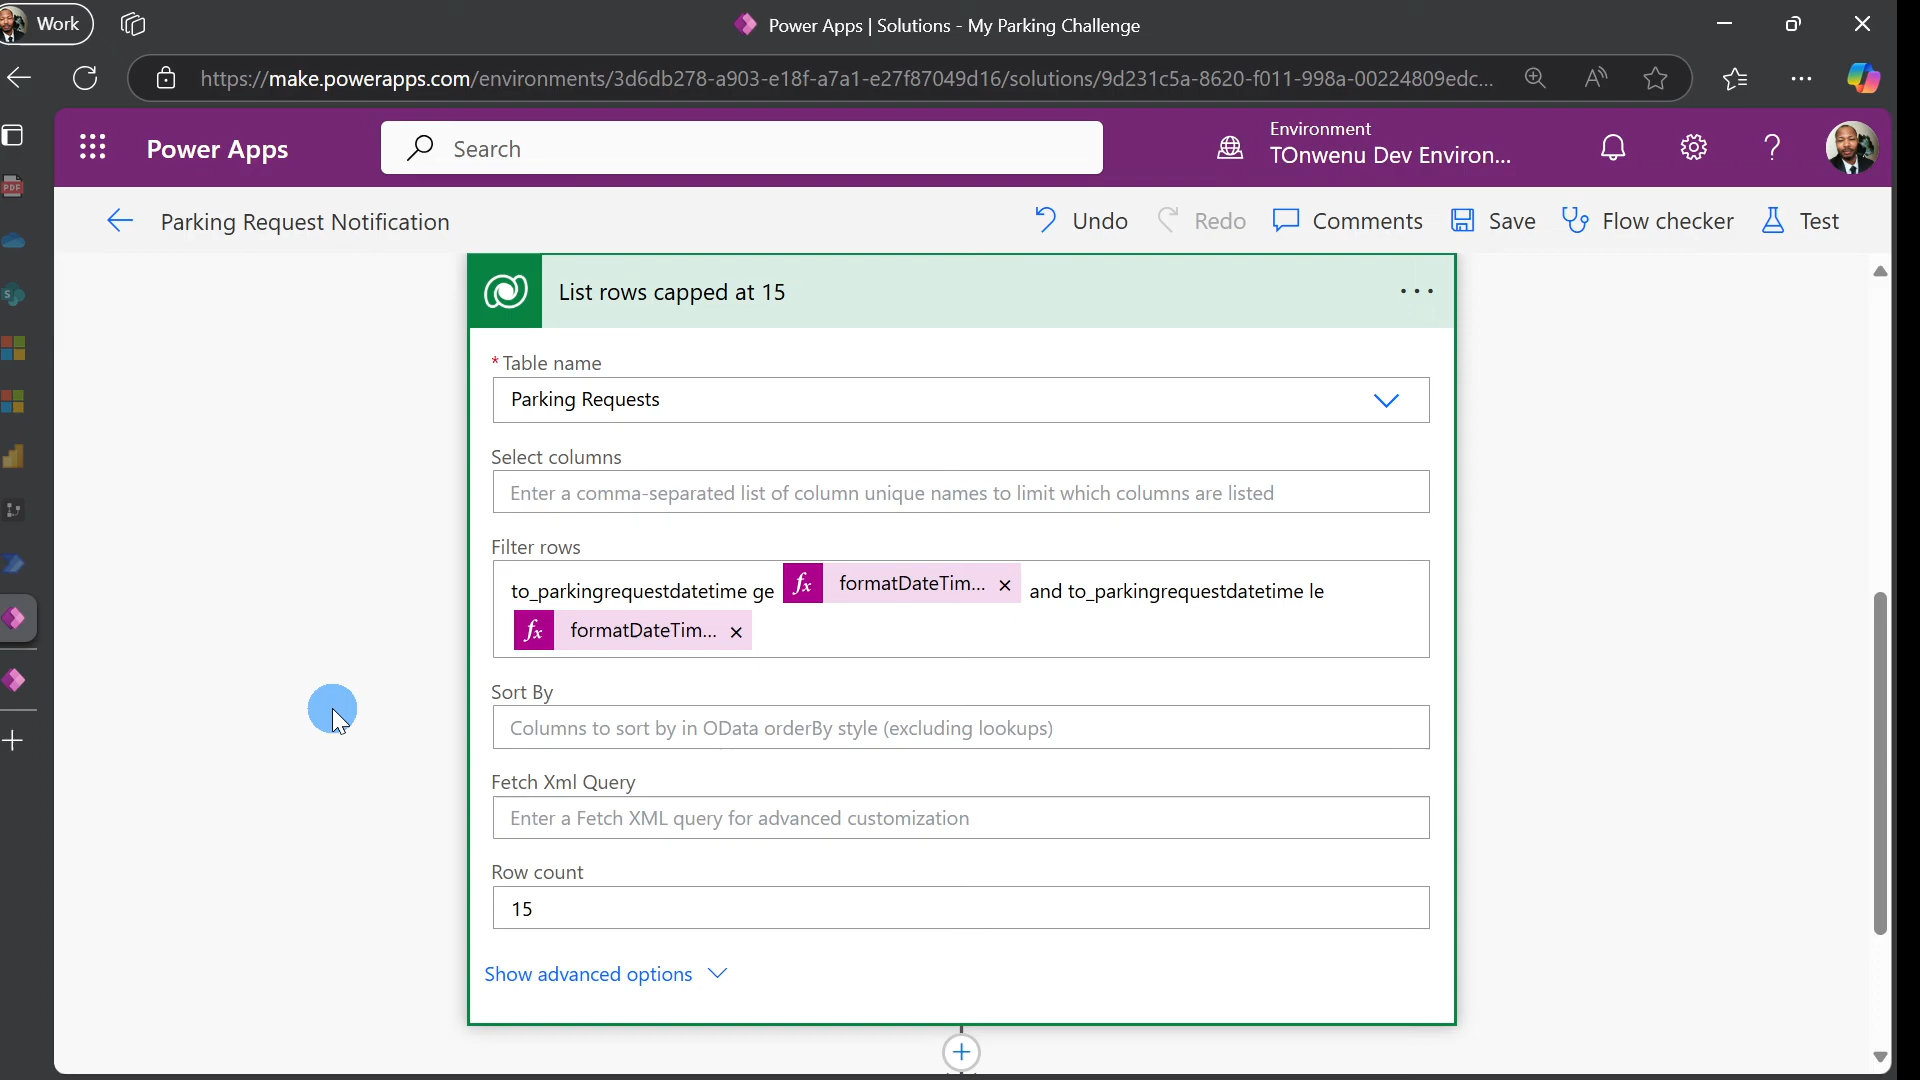 Work
Power Apps | Solutions - My Parking Challenge
https://make.powerapps.com/environments/3d6db278-a903-e18f-a7a1-e27f87049d16/solutions/9d231c5a-8620-f011-998a-00224809edc...
Power Apps
Search
Environment
TOnwenu Dev Environ...
PDF
Parking Request Notification
Undo
Redo
Comments
Save
Flow checker
Test
List rows capped at 15
* Table name
Parking Requests
Select columns
Enter a comma-separated list of column unique names to limit which columns are listed
Filter rows
to_parkingrequestdatetime ge fx formatDateTim... × and to_parkingrequestdatetime le
fx formatDateTim... ×
Sort By
Columns to sort by in OData orderBy style (excluding lookups)
Fetch Xml Query
Enter a Fetch XML query for advanced customization
Row count
15
Show advanced options